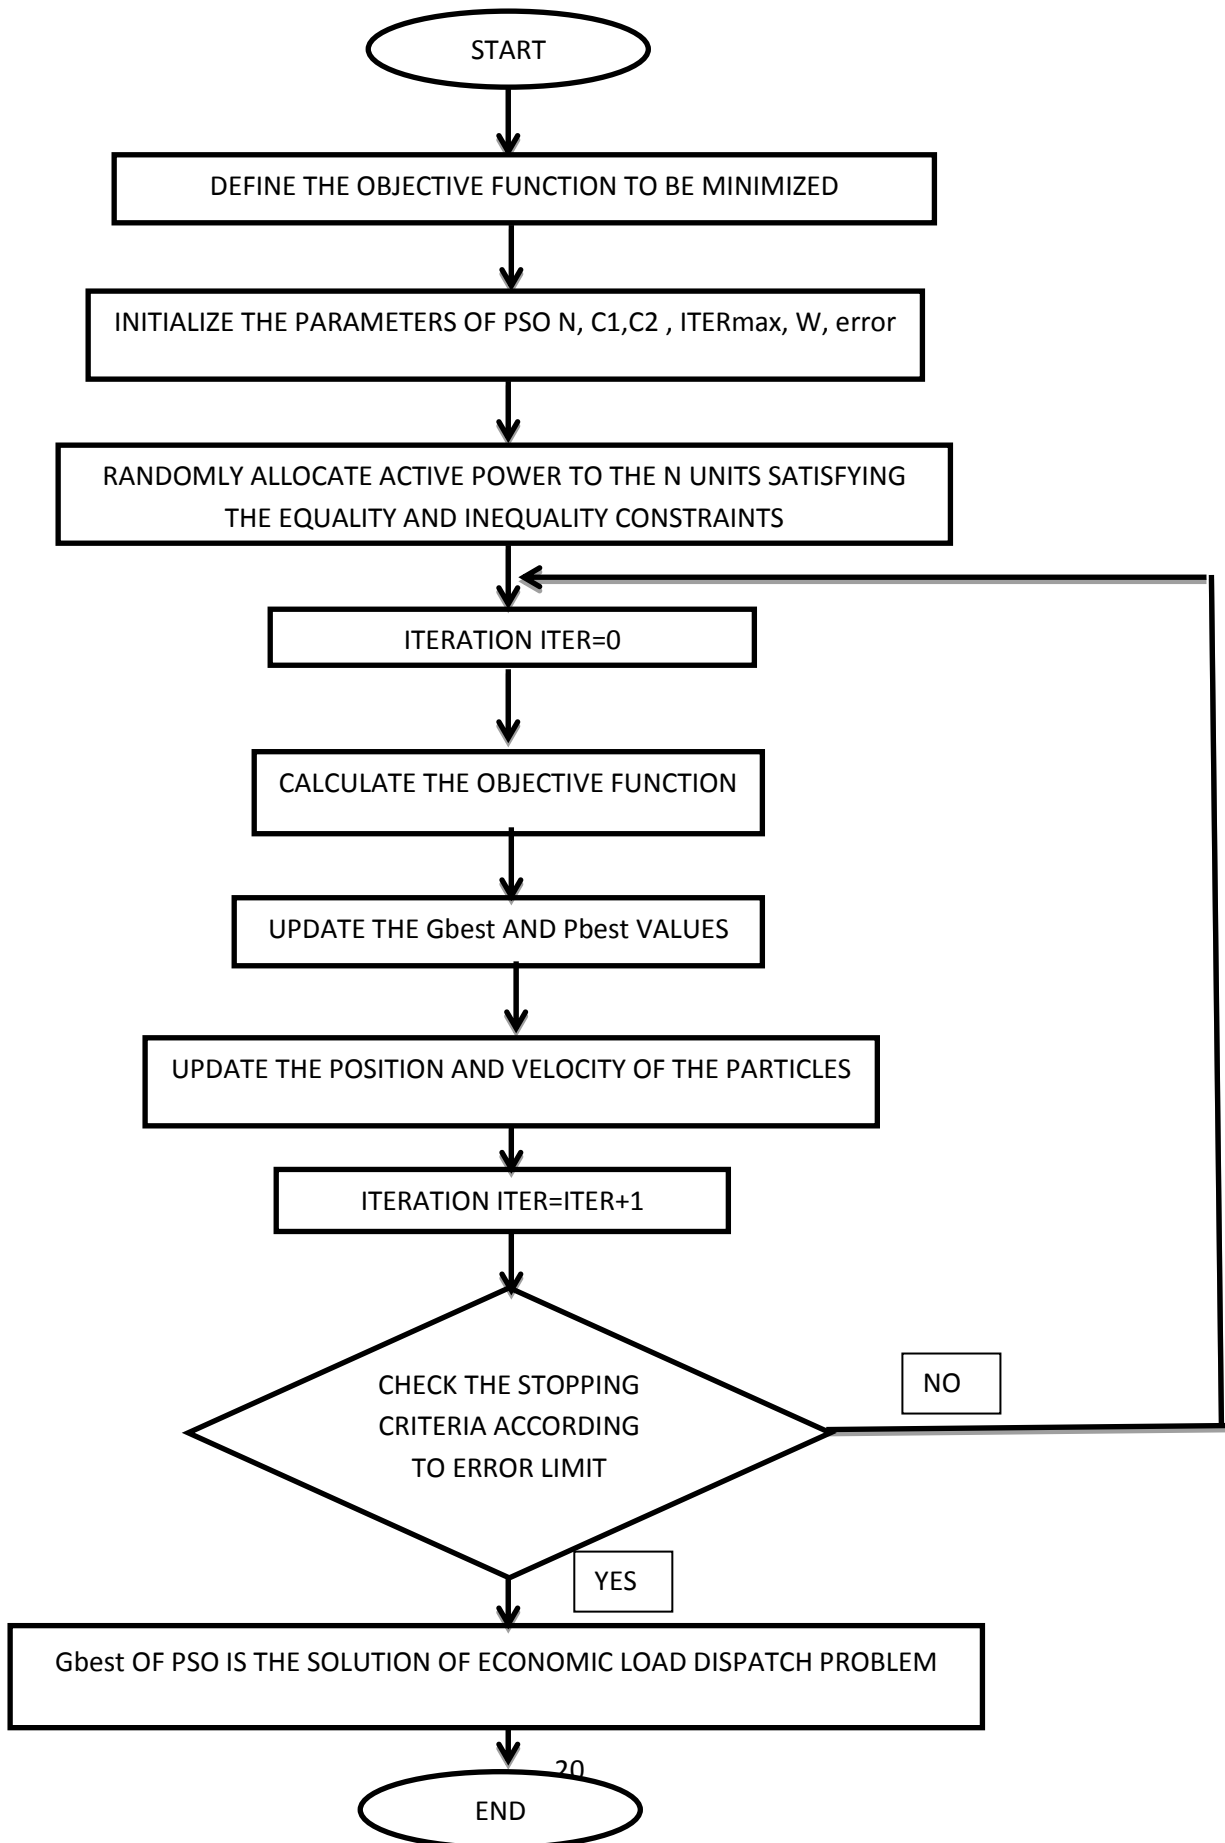 START
DEFINE THE OBJECTIVE FUNCTION TO BE MINIMIZED
INITIALIZE THE PARAMETERS OF PSO N, C1,C2 , ITERmax, W, error
RANDOMLY ALLOCATE ACTIVE POWER TO THE N UNITS SATISFYING
THE EQUALITY AND INEQUALITY CONSTRAINTS
ITERATION ITER=0
CALCULATE THE OBJECTIVE FUNCTION
UPDATE THE Gbest AND Pbest VALUES
UPDATE THE POSITION AND VELOCITY OF THE PARTICLES
ITERATION ITER=ITER+1
CHECK THE STOPPING
CRITERIA ACCORDING
TO ERROR LIMIT
NO
YES
Gbest OF PSO IS THE SOLUTION OF ECONOMIC LOAD DISPATCH PROBLEM
20
END